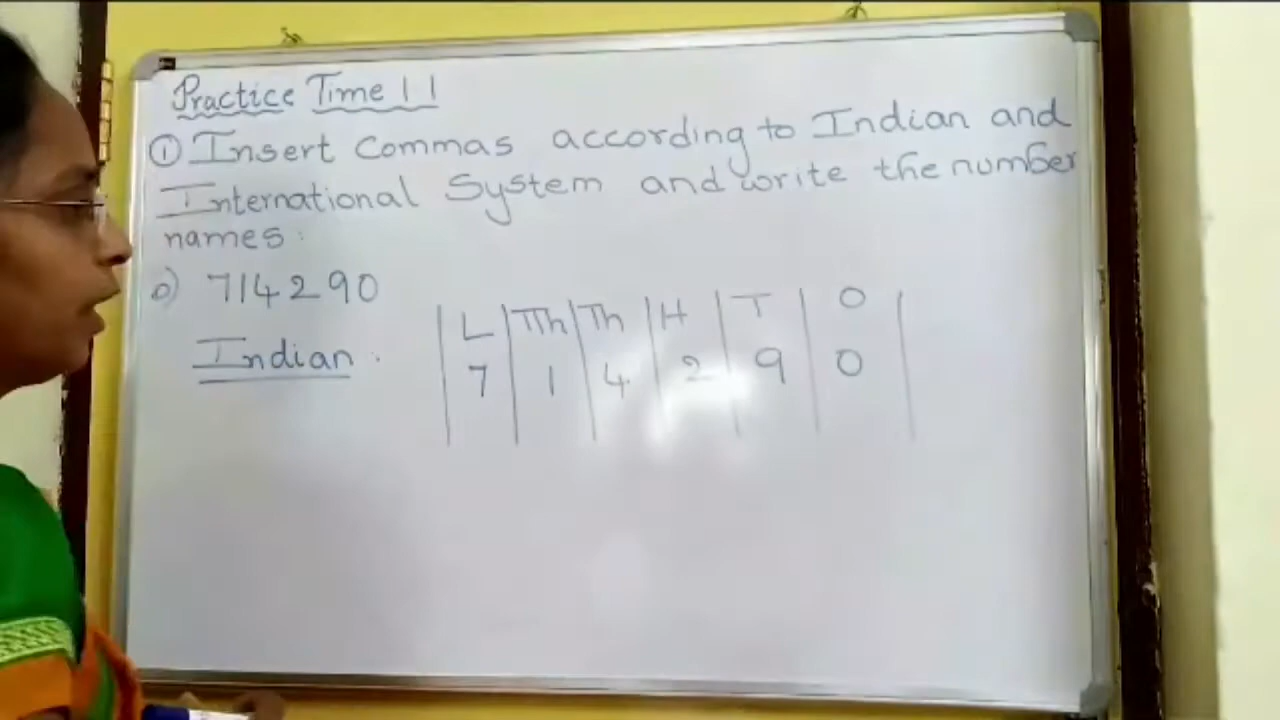 Practice Time 11
① Insert commas according to Indian and
International System and write the number
names:
a) 714290
Indian :
L | TTh | Th | H | T | O
7 | 1 | 4 | 2 | 9 | 0